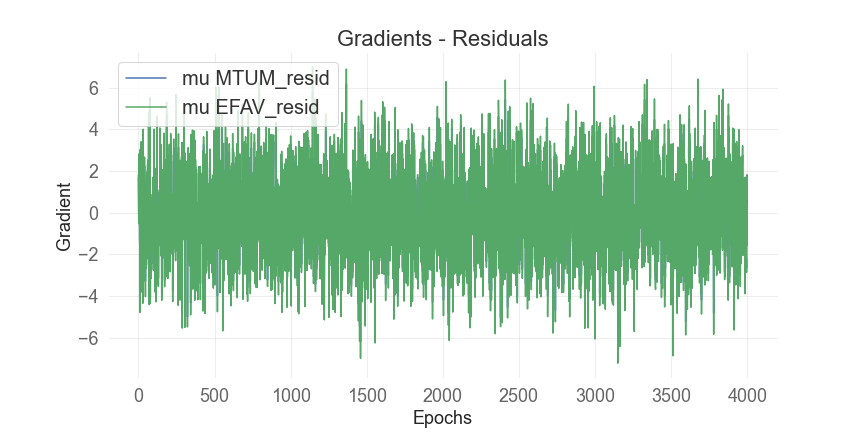 Gradients - Residuals
mu MTUM_resid
mu EFAV_resid
6
4
2
0
−2
−4
−6
Gradient
0 500 1000 1500 2000 2500 3000 3500 4000
Epochs